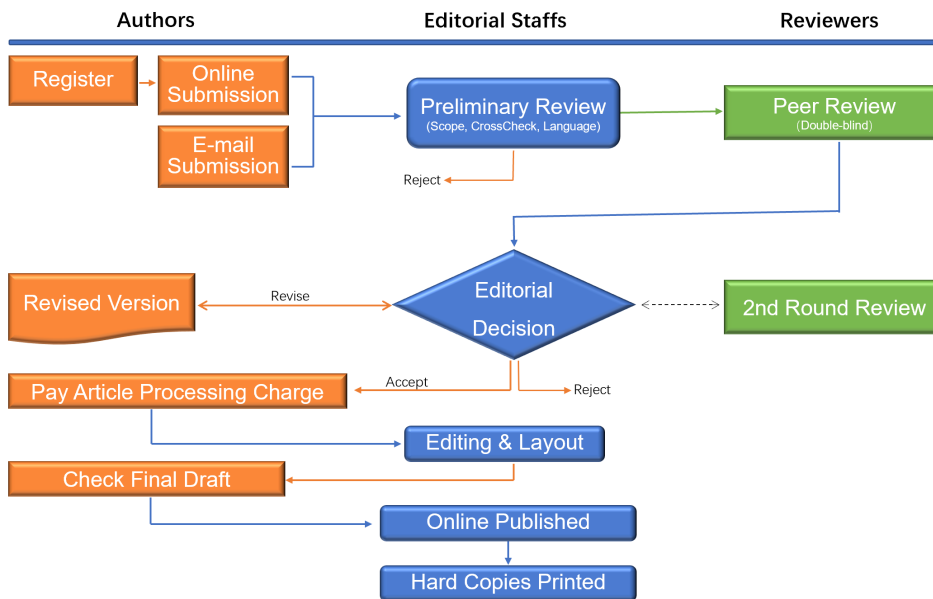 Authors
Editorial Staffs
Reviewers
Register
Online
Submission
E-mail
Submission
Preliminary Review
(Scope, CrossCheck, Language)
Peer Review
(Double-blind)
Reject
Revised Version
Revise
Editorial
Decision
2nd Round Review
Pay Article Processing Charge
Accept
Reject
Editing & Layout
Check Final Draft
Online Published
Hard Copies Printed